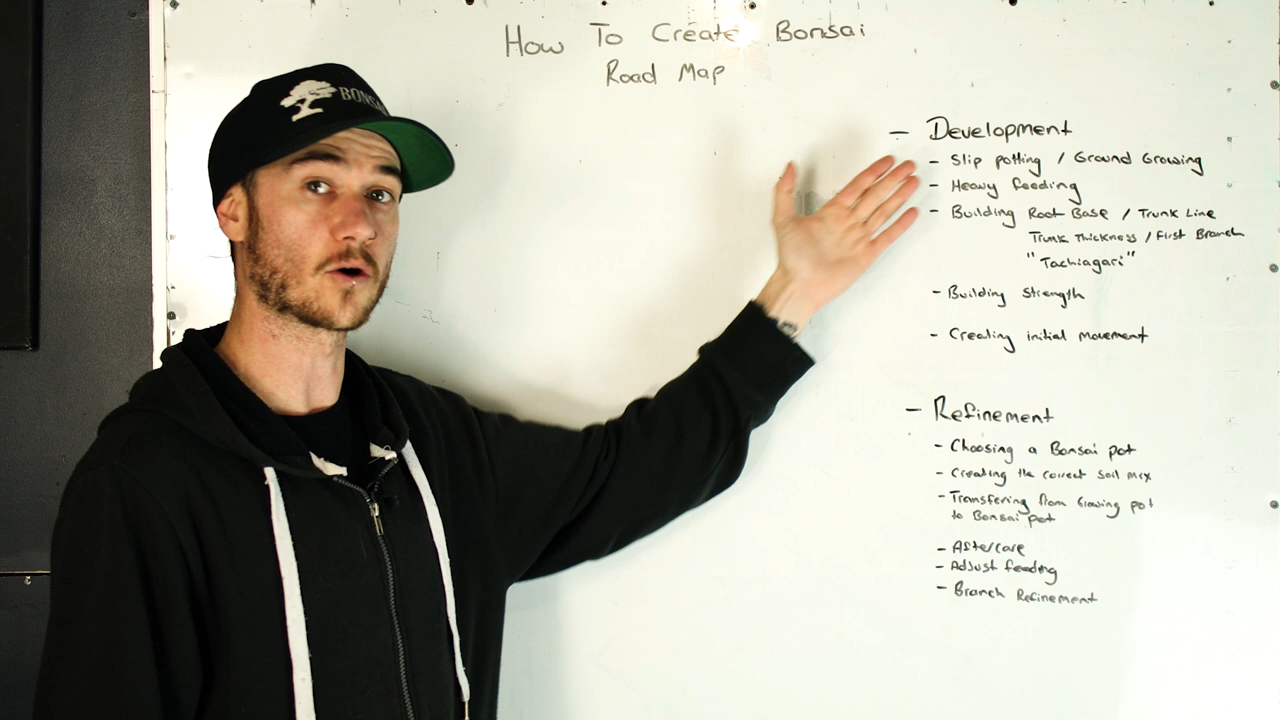 How To Create Bonsai
Road Map
BONSAI
- Development
- Slip potting / Ground Growing
- Heavy feeding
- Building Root Base / Trunk Line
Trunk Thickness / First Branch
"Tachiagari"
- Building Strength
- Creating initial movement
- Refinement
- Choosing a Bonsai pot
- Creating the correct soil mix
- Transfering from Growing pot
to Bonsai pot
- Aftercare
- Adjust feeding
- Branch Refinement